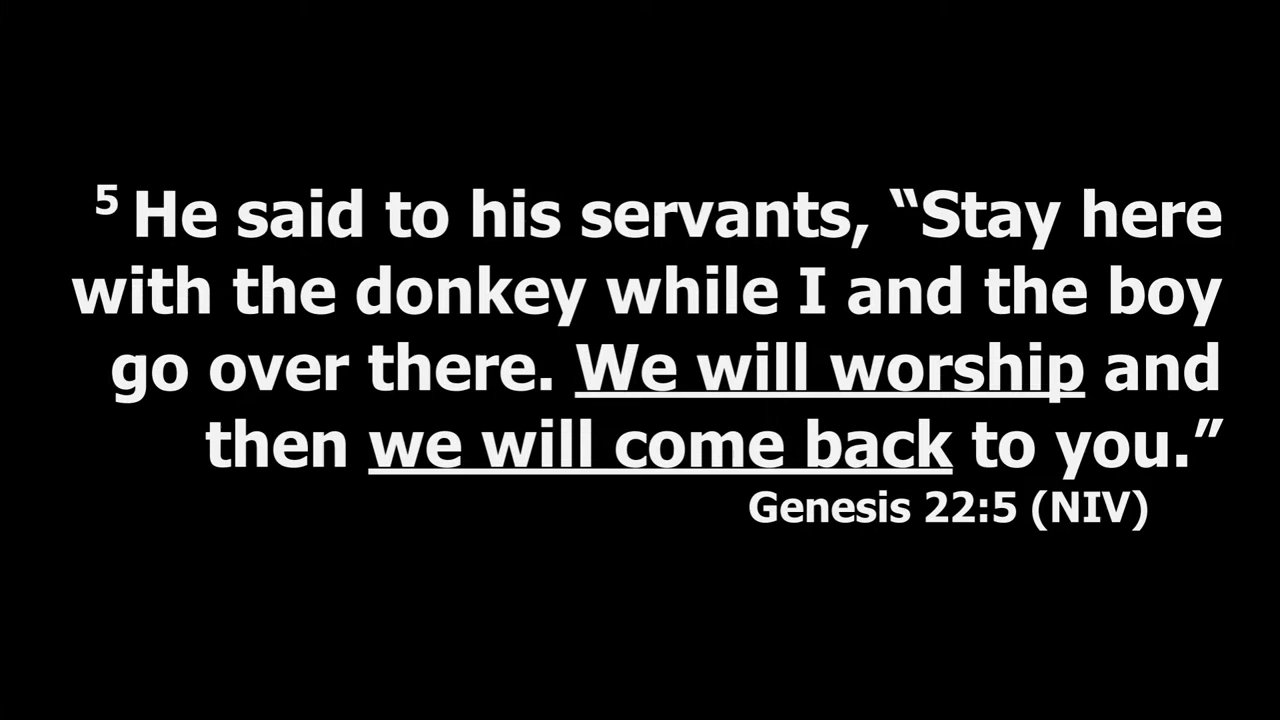 5 He said to his servants, “Stay here
with the donkey while I and the boy
go over there. We will worship and
then we will come back to you.”
Genesis 22:5 (NIV)